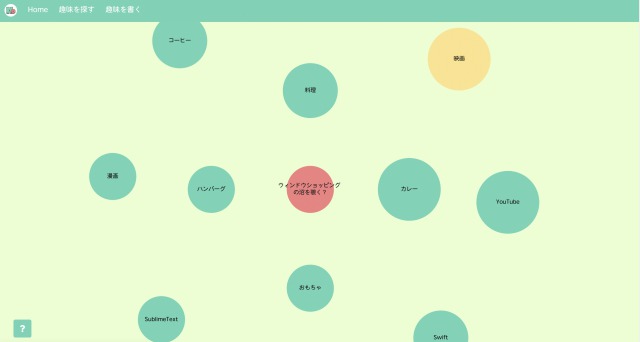 Home 趣味を探す 趣味を書く
コーヒー
映画
料理
漫画
ハンバーグ
ウィンドウショッピング
の沼を覗く？
カレー
YouTube
おもちゃ
SublimeText
Swift
?